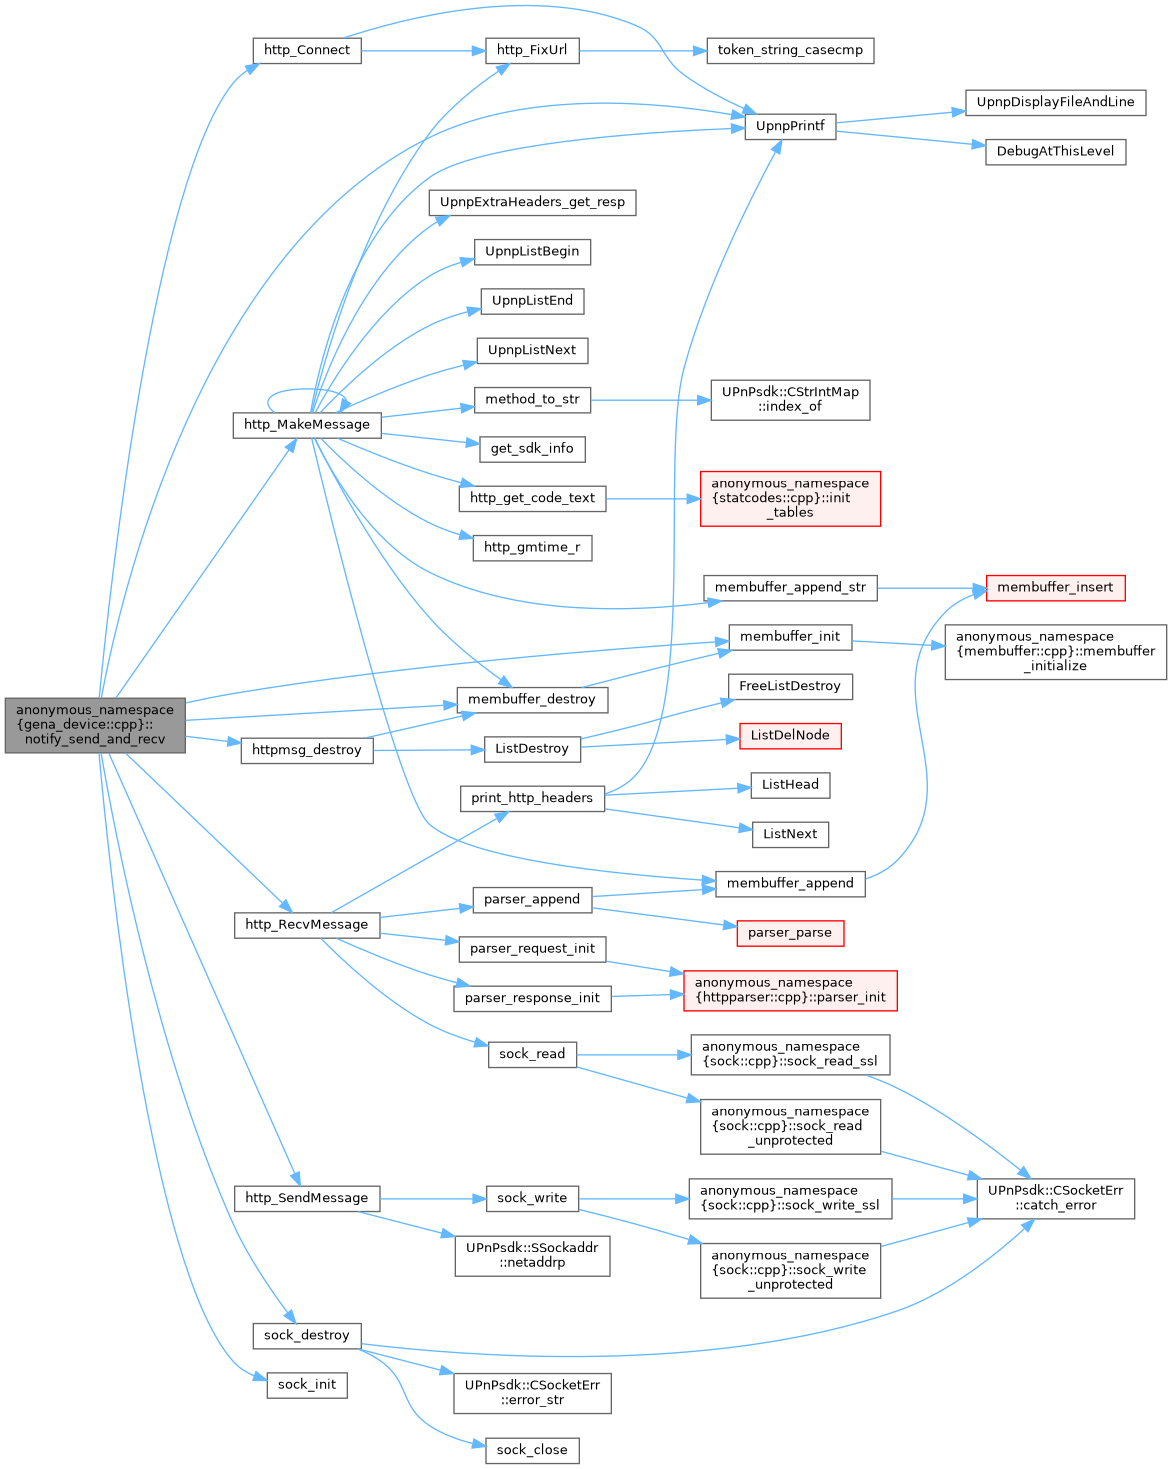 http_Connect
http_FixUrl
token_string_casecmp
UpnpDisplayFileAndLine
UpnpPrintf
DebugAtThisLevel
UpnpExtraHeaders_get_resp
UpnpListBegin
UpnpListEnd
UpnpListNext
method_to_str
UPnPsdk::CStrIntMap
::index_of
http_MakeMessage
get_sdk_info
http_get_code_text
anonymous_namespace
{statcodes::cpp}::init
_tables
http_gmtime_r
membuffer_append_str
membuffer_insert
membuffer_init
anonymous_namespace
{membuffer::cpp}::membuffer
_initialize
membuffer_destroy
FreeListDestroy
anonymous_namespace
{gena_device::cpp}::
notify_send_and_recv
httpmsg_destroy
ListDestroy
ListDelNode
print_http_headers
ListHead
ListNext
membuffer_append
parser_append
http_RecvMessage
parser_parse
parser_request_init
parser_response_init
anonymous_namespace
{httpparser::cpp}::parser_init
sock_read
anonymous_namespace
{sock::cpp}::sock_read_ssl
anonymous_namespace
{sock::cpp}::sock_read
_unprotected
http_SendMessage
sock_write
anonymous_namespace
{sock::cpp}::sock_write_ssl
UPnPsdk::CSocketErr
::catch_error
UPnPsdk::SSockaddr
::netaddrp
anonymous_namespace
{sock::cpp}::sock_write
_unprotected
sock_destroy
sock_init
UPnPsdk::CSocketErr
::error_str
sock_close